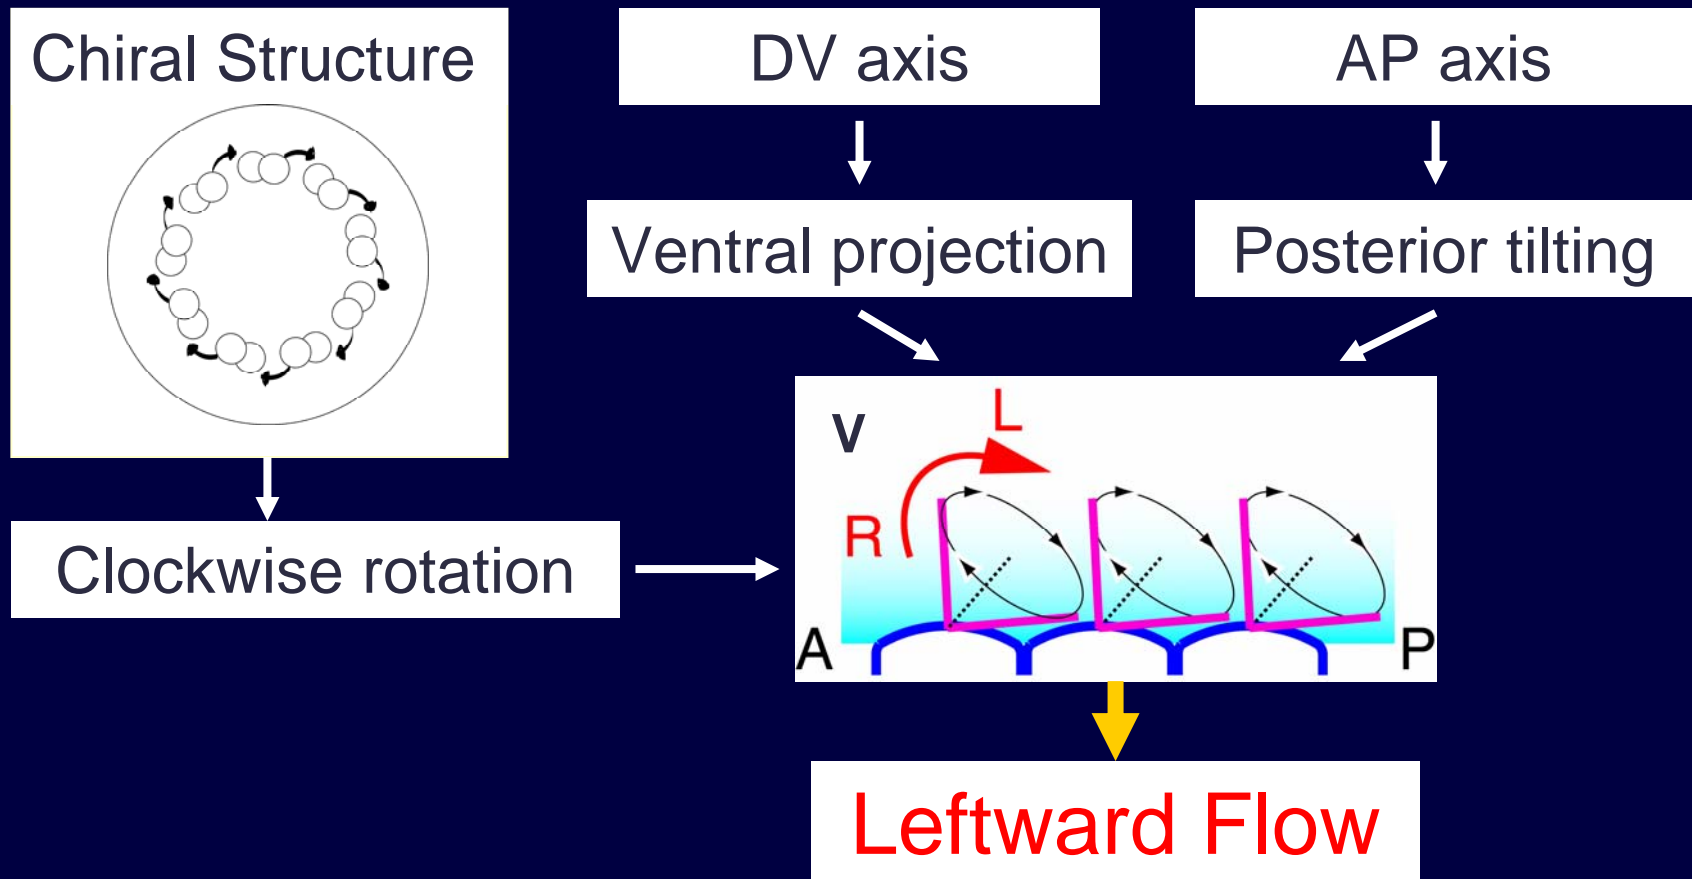 Chiral Structure
DV axis
AP axis
Ventral projection
Posterior tilting
Clockwise rotation
V
L
R
A
P
Leftward Flow